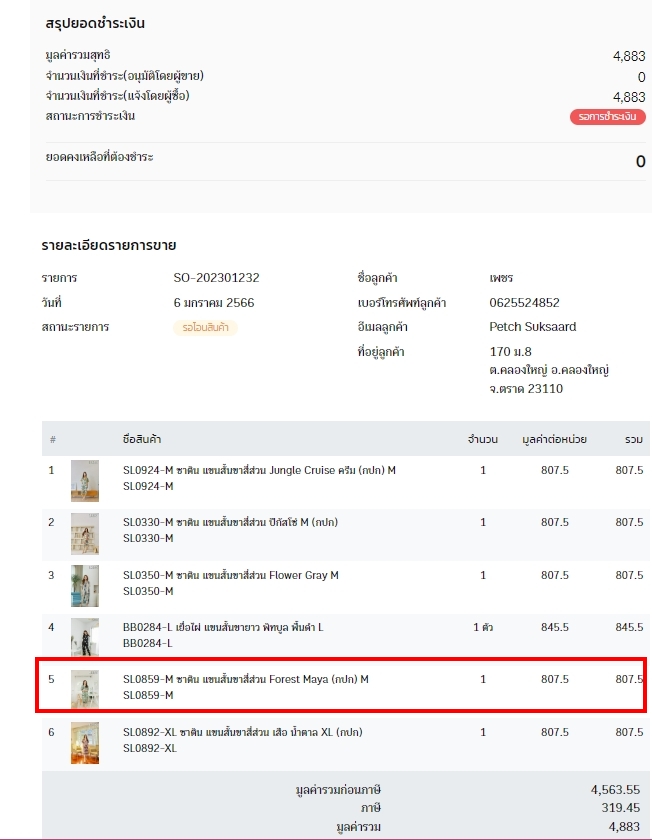 สรุปยอดชำระเงิน
มูลค่ารวมสุทธิ 4,883
จำนวนเงินที่ชำระ(อนุมัติโดยผู้ขาย) 0
จำนวนเงินที่ชำระ(แจ้งโดยผู้ซื้อ) 4,883
สถานะการชำระเงิน รอการชำระเงิน
ยอดคงเหลือที่ต้องชำระ 0
รายละเอียดรายการขาย
รายการ SO-202301232 ชื่อลูกค้า เพชร
วันที่ 6 มกราคม 2566 เบอร์โทรศัพท์ลูกค้า 0625524852
สถานะรายการ รอโอนสินค้า อีเมลลูกค้า Petch Suksaard
ที่อยู่ลูกค้า 170 ม.8
ต.คลองใหญ่ อ.คลองใหญ่
จ.ตราด 23110
# ชื่อสินค้า จำนวน มูลค่าต่อหน่วย รวม
1 SL0924-M ซาติน แขนสั้นขาสี่ส่วน Jungle Cruise ครีม (กปก) M 1 807.5 807.5
SL0924-M
2 SL0330-M ซาติน แขนสั้นขาสี่ส่วน ปีกัสโซ่ M (กปก) 1 807.5 807.5
SL0330-M
3 SL0350-M ซาติน แขนสั้นขาสี่ส่วน Flower Gray M 1 807.5 807.5
SL0350-M
4 BB0284-L เยื่อไผ่ แขนสั้นขายาว พิทบูล พื้นดำ L 1 ตัว 845.5 845.5
BB0284-L
5 SL0859-M ซาติน แขนสั้นขาสี่ส่วน Forest Maya (กปก) M 1 807.5 807.5
SL0859-M
6 SL0892-XL ซาติน แขนสั้นขาสี่ส่วน เสือ น้ำตาล XL (กปก) 1 807.5 807.5
SL0892-XL
มูลค่ารวมก่อนภาษี 4,563.55
ภาษี 319.45
มูลค่ารวม 4,883